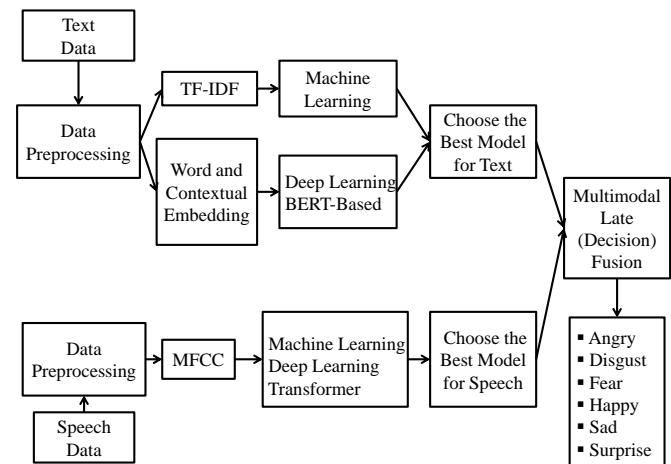 Text
Data
Data
Preprocessing
TF-IDF
Machine
Learning
Word and
Contextual
Embedding
Deep Learning
BERT-Based
Choose the
Best Model
for Text
Multimodal
Late
(Decision)
Fusion
Data
Preprocessing
MFCC
Machine Learning
Deep Learning
Transformer
Choose the
Best Model
for Speech
Speech
Data
▪ Angry
▪ Disgust
▪ Fear
▪ Happy
▪ Sad
▪ Surprise